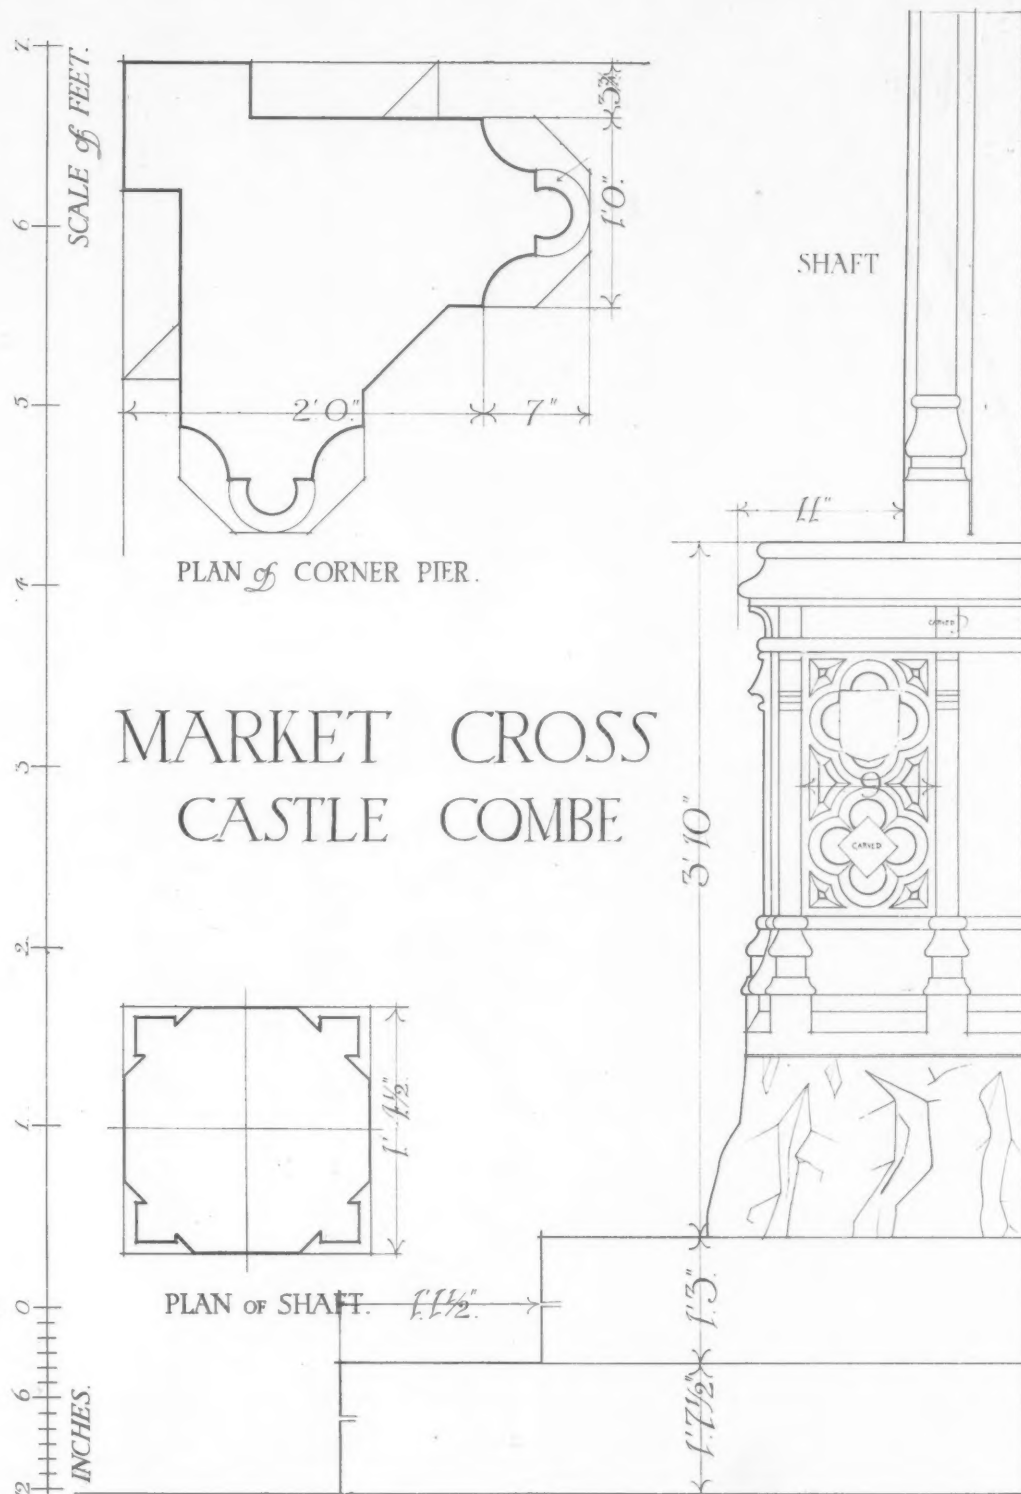 7.
SCALE of FEET.
6
5
4
3
2.
1.
0
6
INCHES.
2
3¾"
1'.0"
2'.0".
7"
PLAN of CORNER PIER.
SHAFT
11"
CARVED
MARKET CROSS
CASTLE COMBE
3'.10"
9"
CARVED
PLAN OF SHAFT.
1'.1½".
1'.3"
1'.7½"